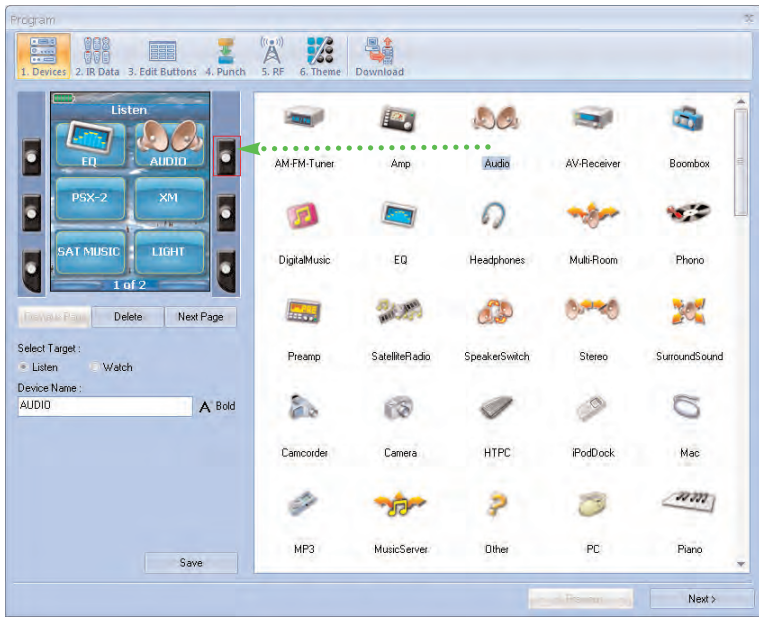 Program
1. Devices 2. IR Data 3. Edit Buttons 4. Punch 5. RF 6. Theme Download
Listen
EQ AUDIO
PSX-2 XM
SAT MUSIC LIGHT
1 of 2
Previous Page Delete Next Page
Select Target :
Listen Watch
Device Name :
AUDIO A Bold
Save
AM-FM-Tuner Amp Audio AV-Receiver Boombox
DigitalMusic EQ Headphones Multi-Room Phono
Preamp SatelliteRadio SpeakerSwitch Stereo SurroundSound
Camcorder Camera HTPC iPodDock Mac
MP3 MusicServer Other PC Piano
Previous Next >